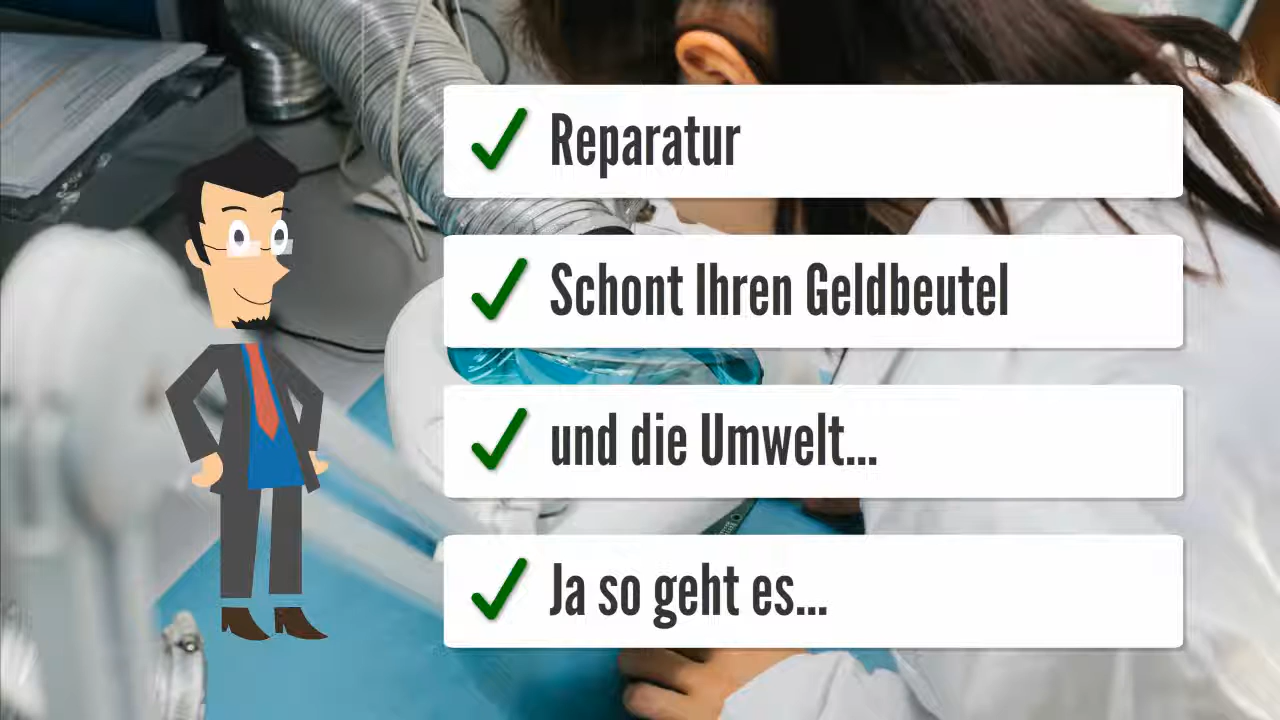 Reparatur
Schont Ihren Geldbeutel
und die Umwelt...
Ja so geht es...